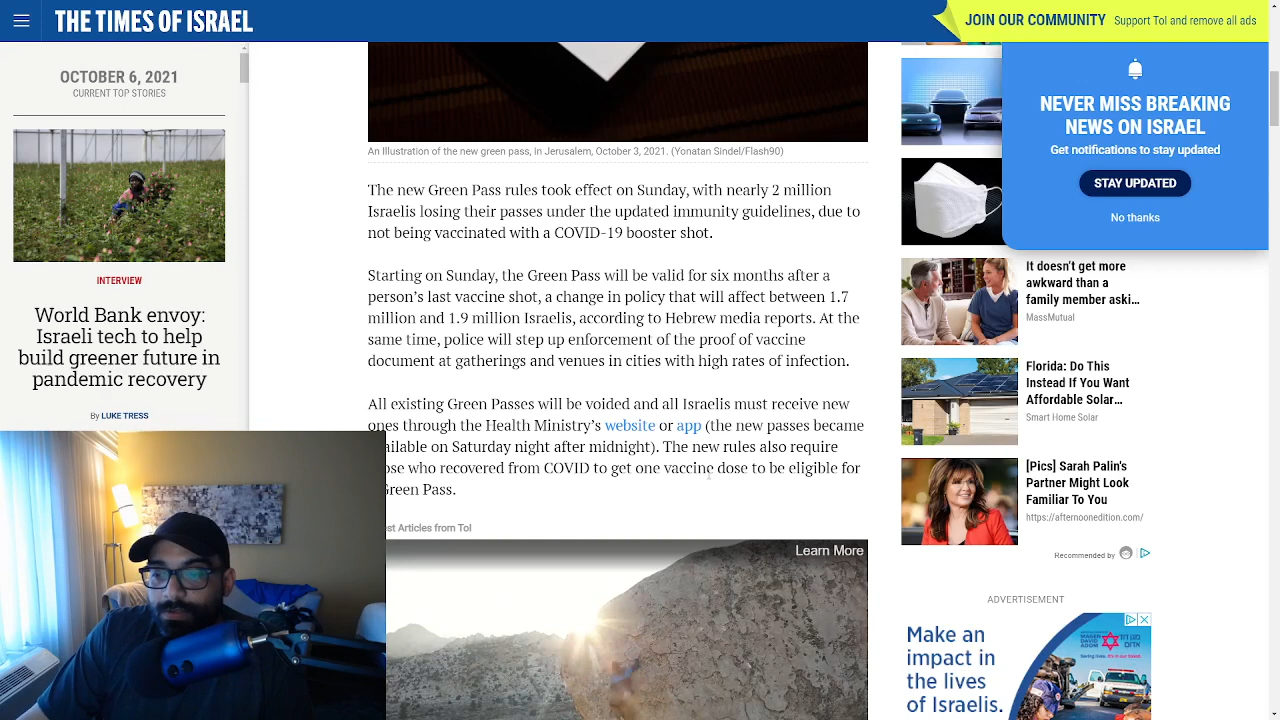 THE TIMES OF ISRAEL
JOIN OUR COMMUNITY Support ToI and remove all ads
OCTOBER 6, 2021
CURRENT TOP STORIES
INTERVIEW
World Bank envoy:
Israeli tech to help
build greener future in
pandemic recovery
By LUKE TRESS
An Illustration of the new green pass, in Jerusalem, October 3, 2021. (Yonatan Sindel/Flash90)
The new Green Pass rules took effect on Sunday, with nearly 2 million
Israelis losing their passes under the updated immunity guidelines, due to
not being vaccinated with a COVID-19 booster shot.
Starting on Sunday, the Green Pass will be valid for six months after a
person's last vaccine shot, a change in policy that will affect between 1.7
million and 1.9 million Israelis, according to Hebrew media reports. At the
same time, police will step up enforcement of the proof of vaccine
document at gatherings and venues in cities with high rates of infection.
All existing Green Passes will be voided and all Israelis must receive new
ones through the Health Ministry's website or app (the new passes became
on Saturday night after midnight). The new rules also require
who recovered from COVID to get one vaccine dose to be eligible for
Green Pass.
Articles from ToI
Learn More
NEVER MISS BREAKING
NEWS ON ISRAEL
Get notifications to stay updated
STAY UPDATED
No thanks
It doesn't get more
awkward than a
family member aski...
MassMutual
Florida: Do This
Instead If You Want
Affordable Solar...
Smart Home Solar
[Pics] Sarah Palin's
Partner Might Look
Familiar To You
https://afternoonedition.com/
Recommended by
ADVERTISEMENT
Make an
impact in
the lives
of Israelis.
MAGEN
DAVID
ADOM
מגן דוד
אדום
Saving lives. It's in our blood.